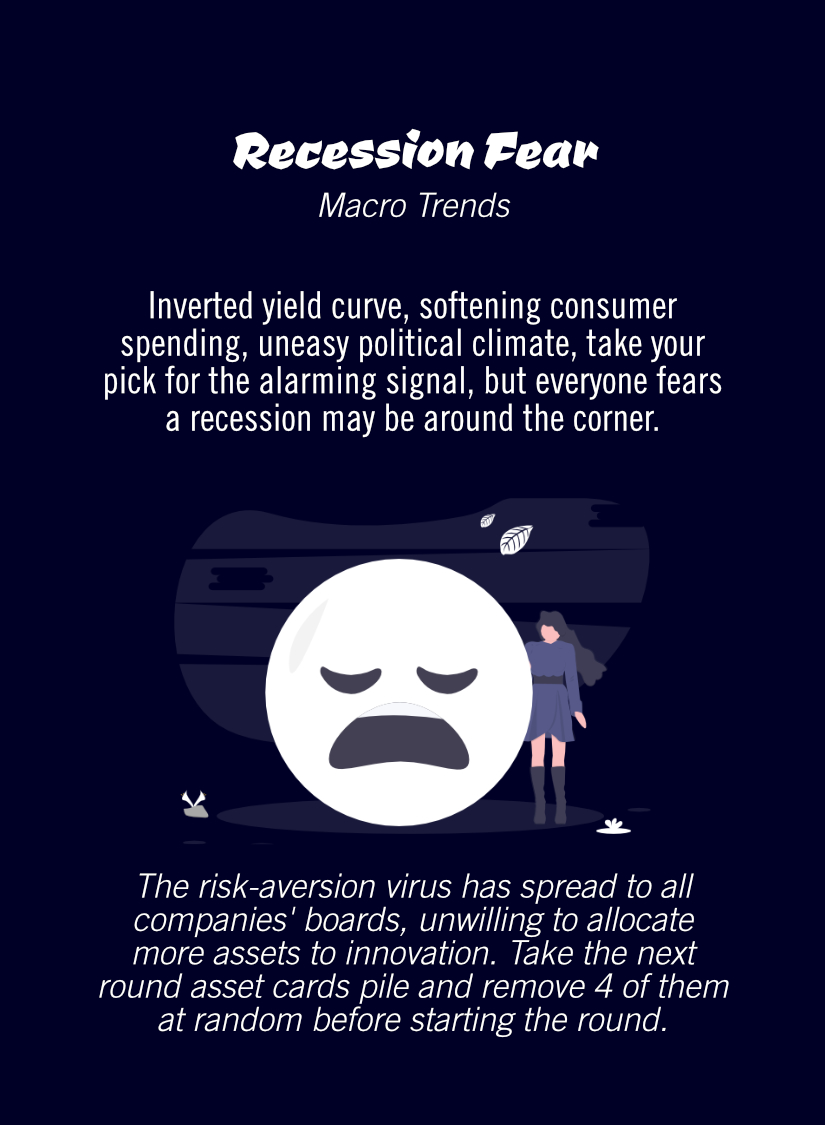 Recession Fear
Macro Trends
Inverted yield curve, softening consumer
spending, uneasy political climate, take your
pick for the alarming signal, but everyone fears
a recession may be around the corner.
The risk-aversion virus has spread to all
companies' boards, unwilling to allocate
more assets to innovation. Take the next
round asset cards pile and remove 4 of them
at random before starting the round.